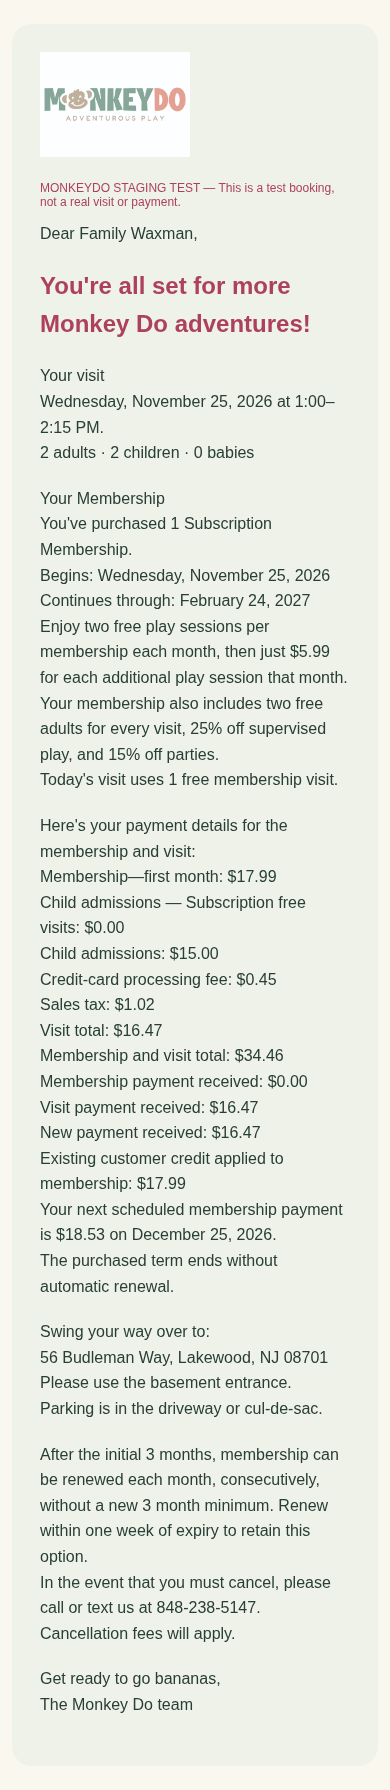 MONKEYDO
ADVENTUROUS PLAY
MONKEYDO STAGING TEST — This is a test booking,
not a real visit or payment.
Dear Family Waxman,
You're all set for more
Monkey Do adventures!
Your visit
Wednesday, November 25, 2026 at 1:00–
2:15 PM.
2 adults · 2 children · 0 babies
Your Membership
You've purchased 1 Subscription
Membership.
Begins: Wednesday, November 25, 2026
Continues through: February 24, 2027
Enjoy two free play sessions per
membership each month, then just $5.99
for each additional play session that month.
Your membership also includes two free
adults for every visit, 25% off supervised
play, and 15% off parties.
Today's visit uses 1 free membership visit.
Here's your payment details for the
membership and visit:
Membership—first month: $17.99
Child admissions — Subscription free
visits: $0.00
Child admissions: $15.00
Credit-card processing fee: $0.45
Sales tax: $1.02
Visit total: $16.47
Membership and visit total: $34.46
Membership payment received: $0.00
Visit payment received: $16.47
New payment received: $16.47
Existing customer credit applied to
membership: $17.99
Your next scheduled membership payment
is $18.53 on December 25, 2026.
The purchased term ends without
automatic renewal.
Swing your way over to:
56 Budleman Way, Lakewood, NJ 08701
Please use the basement entrance.
Parking is in the driveway or cul-de-sac.
After the initial 3 months, membership can
be renewed each month, consecutively,
without a new 3 month minimum. Renew
within one week of expiry to retain this
option.
In the event that you must cancel, please
call or text us at 848-238-5147.
Cancellation fees will apply.
Get ready to go bananas,
The Monkey Do team